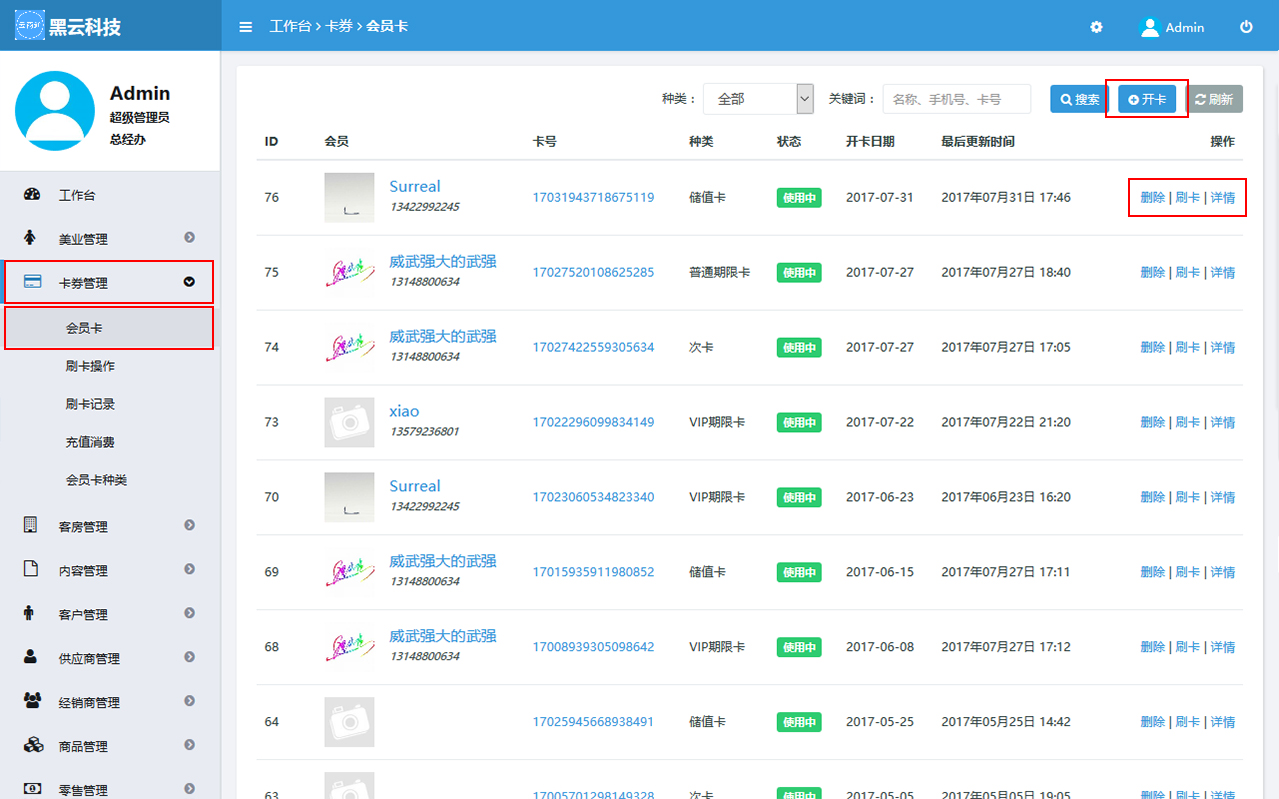 黑云科技
工作台 > 卡券 > 会员卡
Admin
Admin
超级管理员
总经办
工作台
美业管理
卡券管理
会员卡
刷卡操作
刷卡记录
充值消费
会员卡种类
客房管理
内容管理
客户管理
供应商管理
经销商管理
商品管理
零售管理
种类： 全部 关键词： 名称、手机号、卡号 搜索 开卡 刷新
ID 会员 卡号 种类 状态 开卡日期 最后更新时间 操作
76 Surreal 17031943718675119 储值卡 使用中 2017-07-31 2017年07月31日 17:46 删除 | 刷卡 | 详情
13422992245
75 威武强大的武强 17027520108625285 普通期限卡 使用中 2017-07-27 2017年07月27日 18:40 删除 | 刷卡 | 详情
13148800634
74 威武强大的武强 17027422559305634 次卡 使用中 2017-07-27 2017年07月27日 17:05 删除 | 刷卡 | 详情
13148800634
73 xiao 17022296099834149 VIP期限卡 使用中 2017-07-22 2017年07月22日 21:20 删除 | 刷卡 | 详情
13579236801
70 Surreal 17023060534823340 VIP期限卡 使用中 2017-06-23 2017年06月23日 16:20 删除 | 刷卡 | 详情
13422992245
69 威武强大的武强 17015935911980852 储值卡 使用中 2017-06-15 2017年07月27日 17:11 删除 | 刷卡 | 详情
13148800634
68 威武强大的武强 17008939305098642 VIP期限卡 使用中 2017-06-08 2017年07月27日 17:12 删除 | 刷卡 | 详情
13148800634
64 17025945668938491 储值卡 使用中 2017-05-25 2017年05月25日 14:42 删除 | 刷卡 | 详情
63 17005701298149328 次卡 使用中 2017-05-05 2017年05月05日 19:05 删除 | 刷卡 | 详情